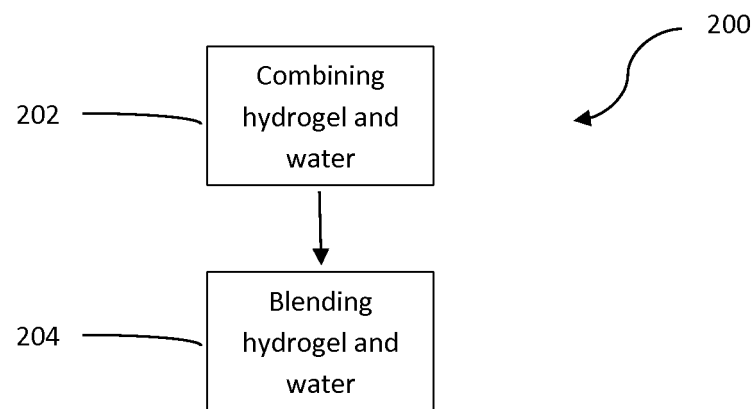 200
Combining
202
hydrogel and
water
Blending
204
hydrogel and
water